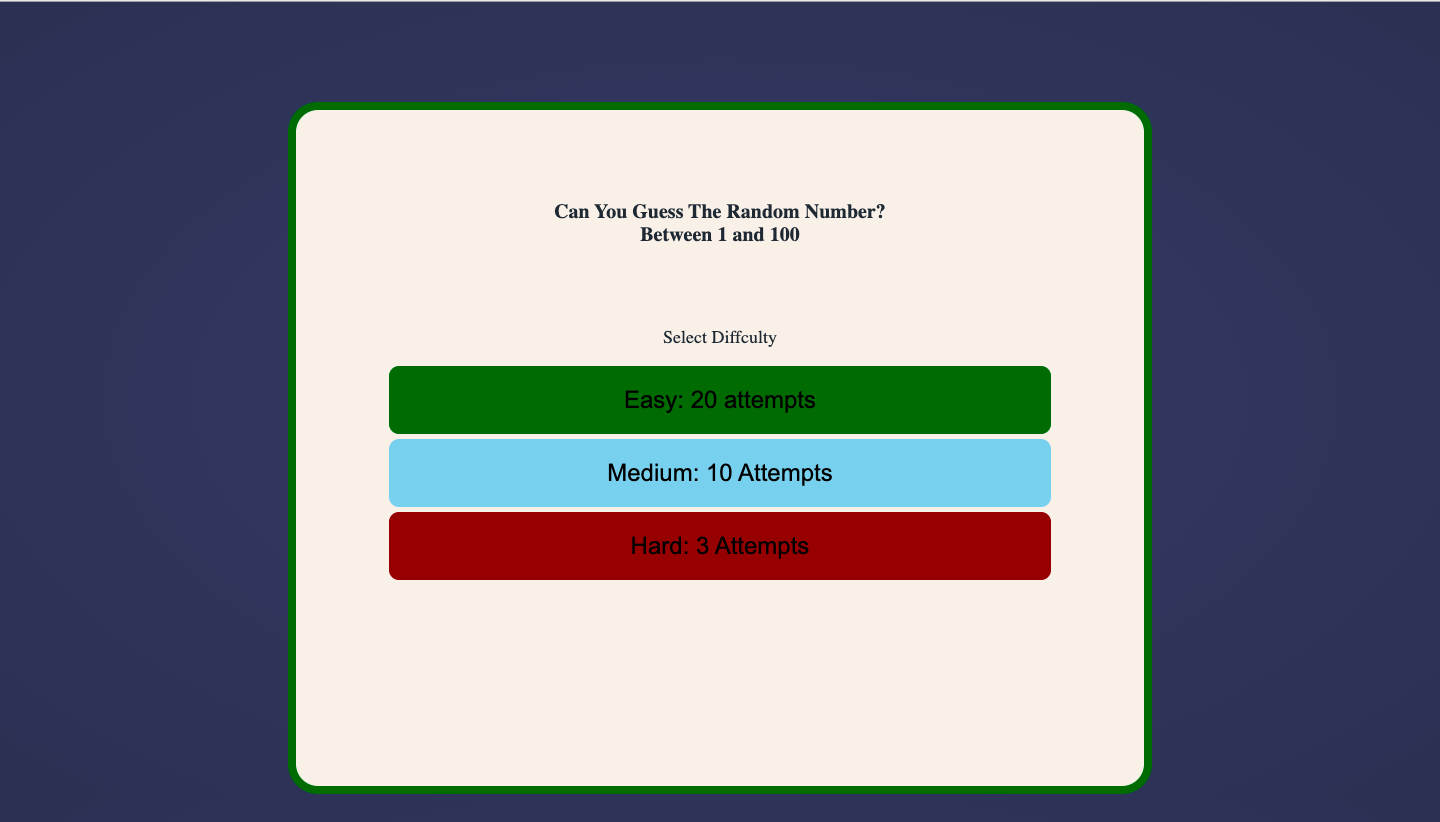 Can You Guess The Random Number?
Between 1 and 100
Select Diffculty
Easy: 20 attempts
Medium: 10 Attempts
Hard: 3 Attempts